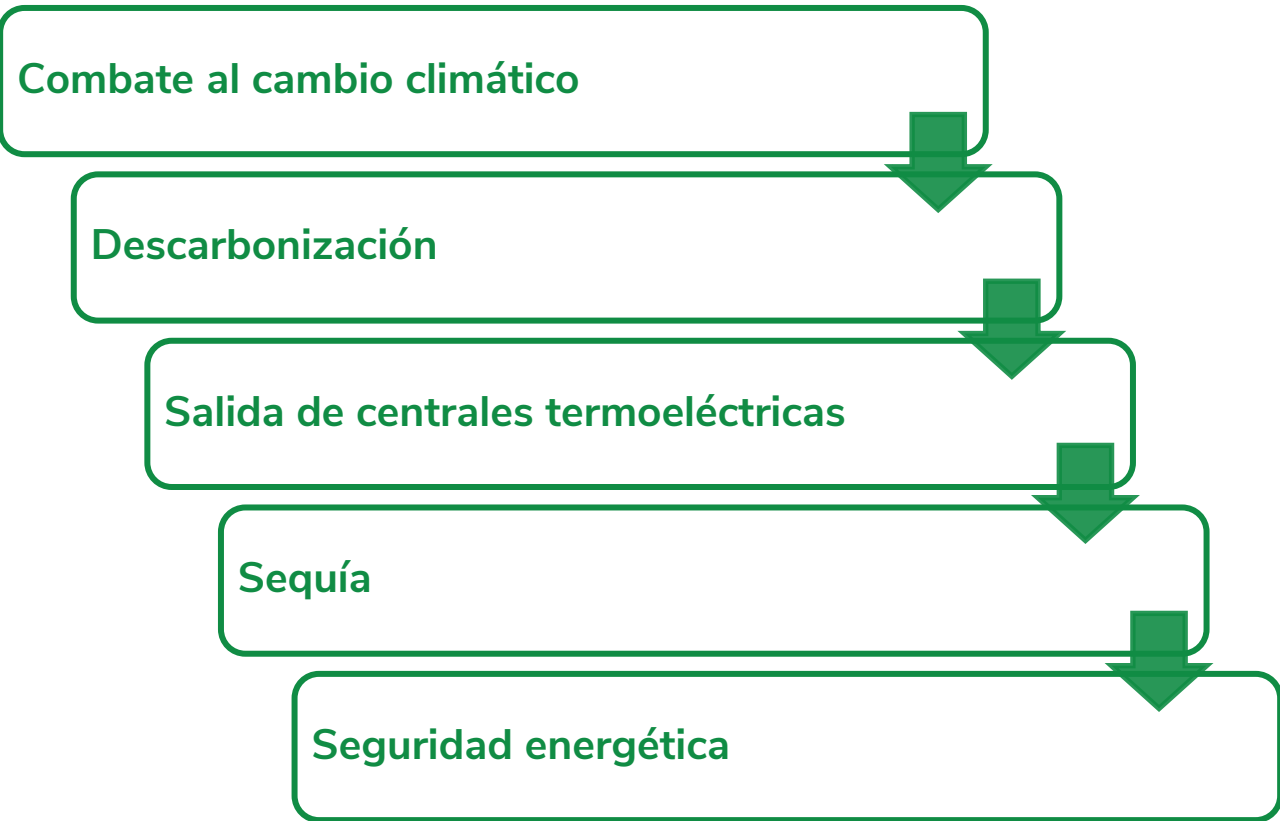 Combate al cambio climático
Descarbonización
Salida de centrales termoeléctricas
Sequía
Seguridad energética